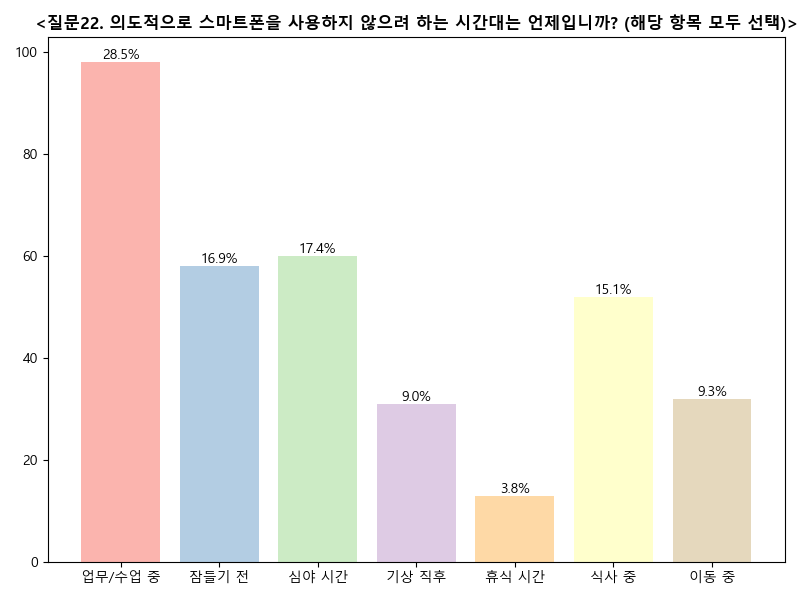 <질문22. 의도적으로 스마트폰을 사용하지 않으려 하는 시간대는 언제입니까? (해당 항목 모두 선택)>
100
80
60
40
20
0
28.5%
16.9%
17.4%
9.0%
3.8%
15.1%
9.3%
업무/수업 중
잠들기 전
심야 시간
기상 직후
휴식 시간
식사 중
이동 중